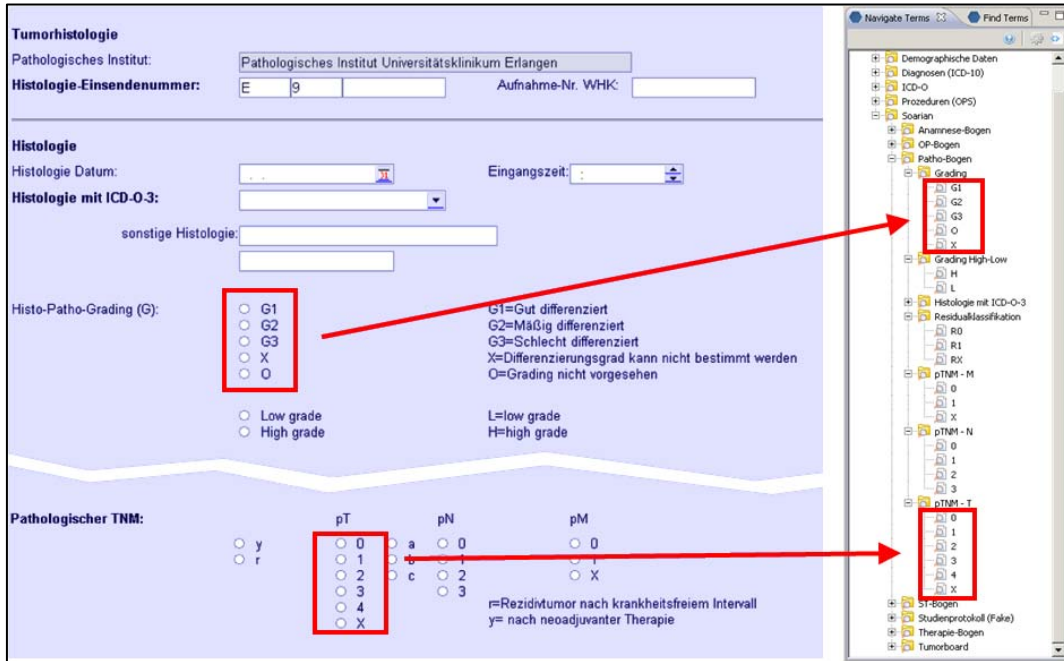 Tumorhistologie
Pathologisches Institut: Pathologisches Institut Universitätsklinikum Erlangen
Histologie-Einsendenummer: E 9 Aufnahme-Nr. WHK:
Histologie
Histologie Datum: . . Eingangszeit: :
Histologie mit ICD-O-3:
sonstige Histologie:
Histo-Patho-Grading (G): G1 G1=Gut differenziert
G2 G2=Mäßig differenziert
G3 G3=Schlecht differenziert
X X=Differenzierungsgrad kann nicht bestimmt werden
O O=Grading nicht vorgesehen
Low grade L=low grade
High grade H=high grade
Pathologischer TNM: pT pN pM
y 0 a 0 0
r 1 b 1 1
2 c 2 X
3 3
4 r=Rezidivtumor nach krankheitsfreiem Intervall
X y= nach neoadjuvanter Therapie
Navigate Terms Find Terms
Demographische Daten
Diagnosen (ICD-10)
ICD-O
Prozeduren (OPS)
Soarian
Anamnese-Bogen
OP-Bogen
Patho-Bogen
Grading
G1
G2
G3
O
X
Grading High-Low
H
L
Histologie mit ICD-O-3
Residualklassifikation
R0
R1
RX
pTNM - M
0
1
X
pTNM - N
0
1
2
3
pTNM - T
0
1
2
3
4
X
ST-Bogen
Studienprotokoll (Fake)
Therapie-Bogen
Tumorboard